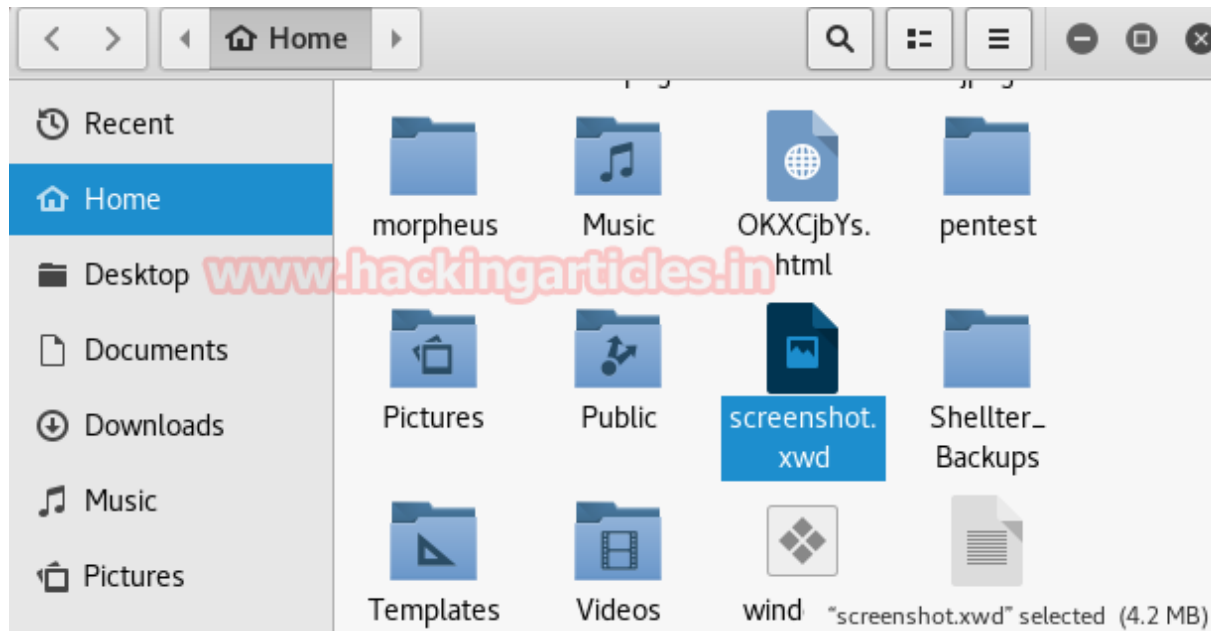 Home
Recent
Home
Desktop
Documents
Downloads
Music
Pictures
morpheus
Music
OKXCjbYs.
html
pentest
www.hackingarticles.in
Pictures
Public
screenshot.
xwd
Shellter_
Backups
Templates
Videos
wind
“screenshot.xwd” selected (4.2 MB)